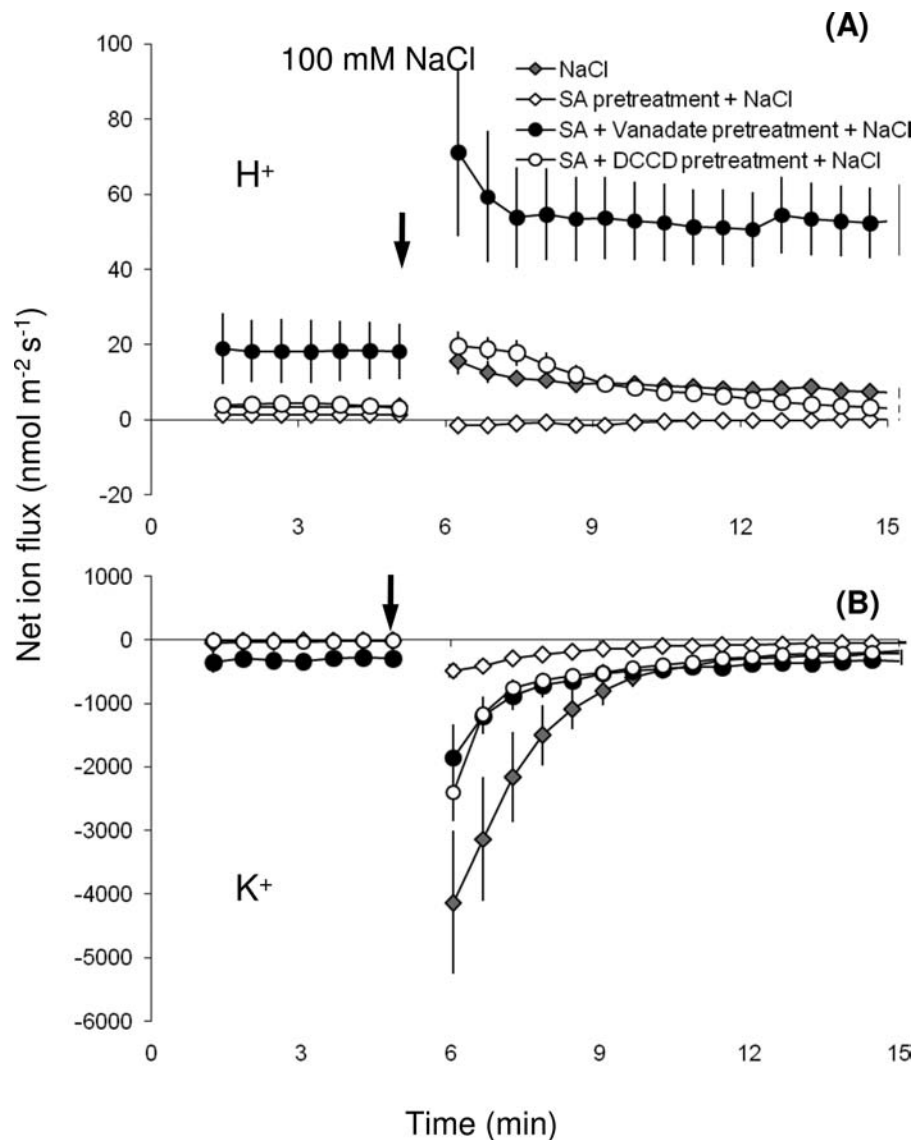 (A)
100
100 mM NaCl
NaCl
SA pretreatment + NaCl
SA + Vanadate pretreatment + NaCl
SA + DCCD pretreatment + NaCl
80
60
H+
40
20
0
-20
0 3 6 9 12 15
Net ion flux (nmol m-2 s-1)
1000
(B)
0
-1000
-2000
-3000
-4000
K+
-5000
-6000
0 3 6 9 12 15
Time (min)